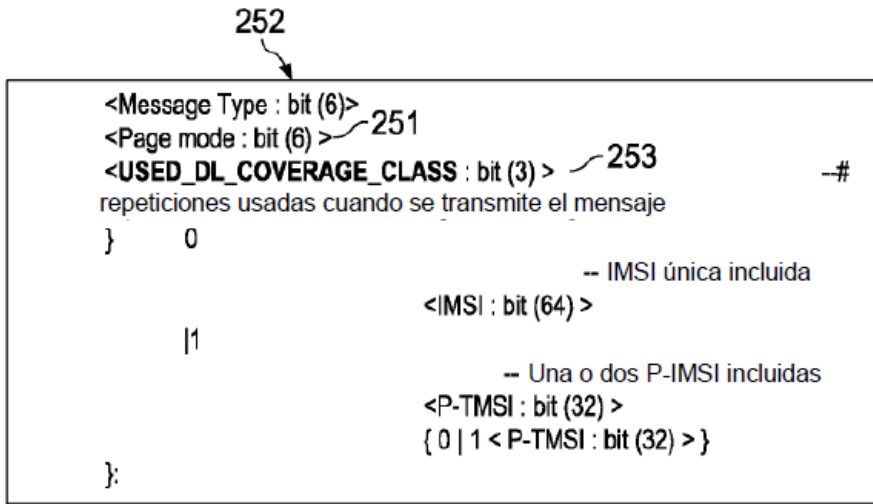 252
<Message Type : bit (6)>
<Page mode : bit (6) > 251
<USED_DL_COVERAGE_CLASS : bit (3) > 253 --#
repeticiones usadas cuando se transmite el mensaje
} 0
-- IMSI única incluida
<IMSI : bit (64) >
|1
-- Una o dos P-IMSI incluidas
<P-TMSI : bit (32) >
{ 0 | 1 < P-TMSI : bit (32) > }
};